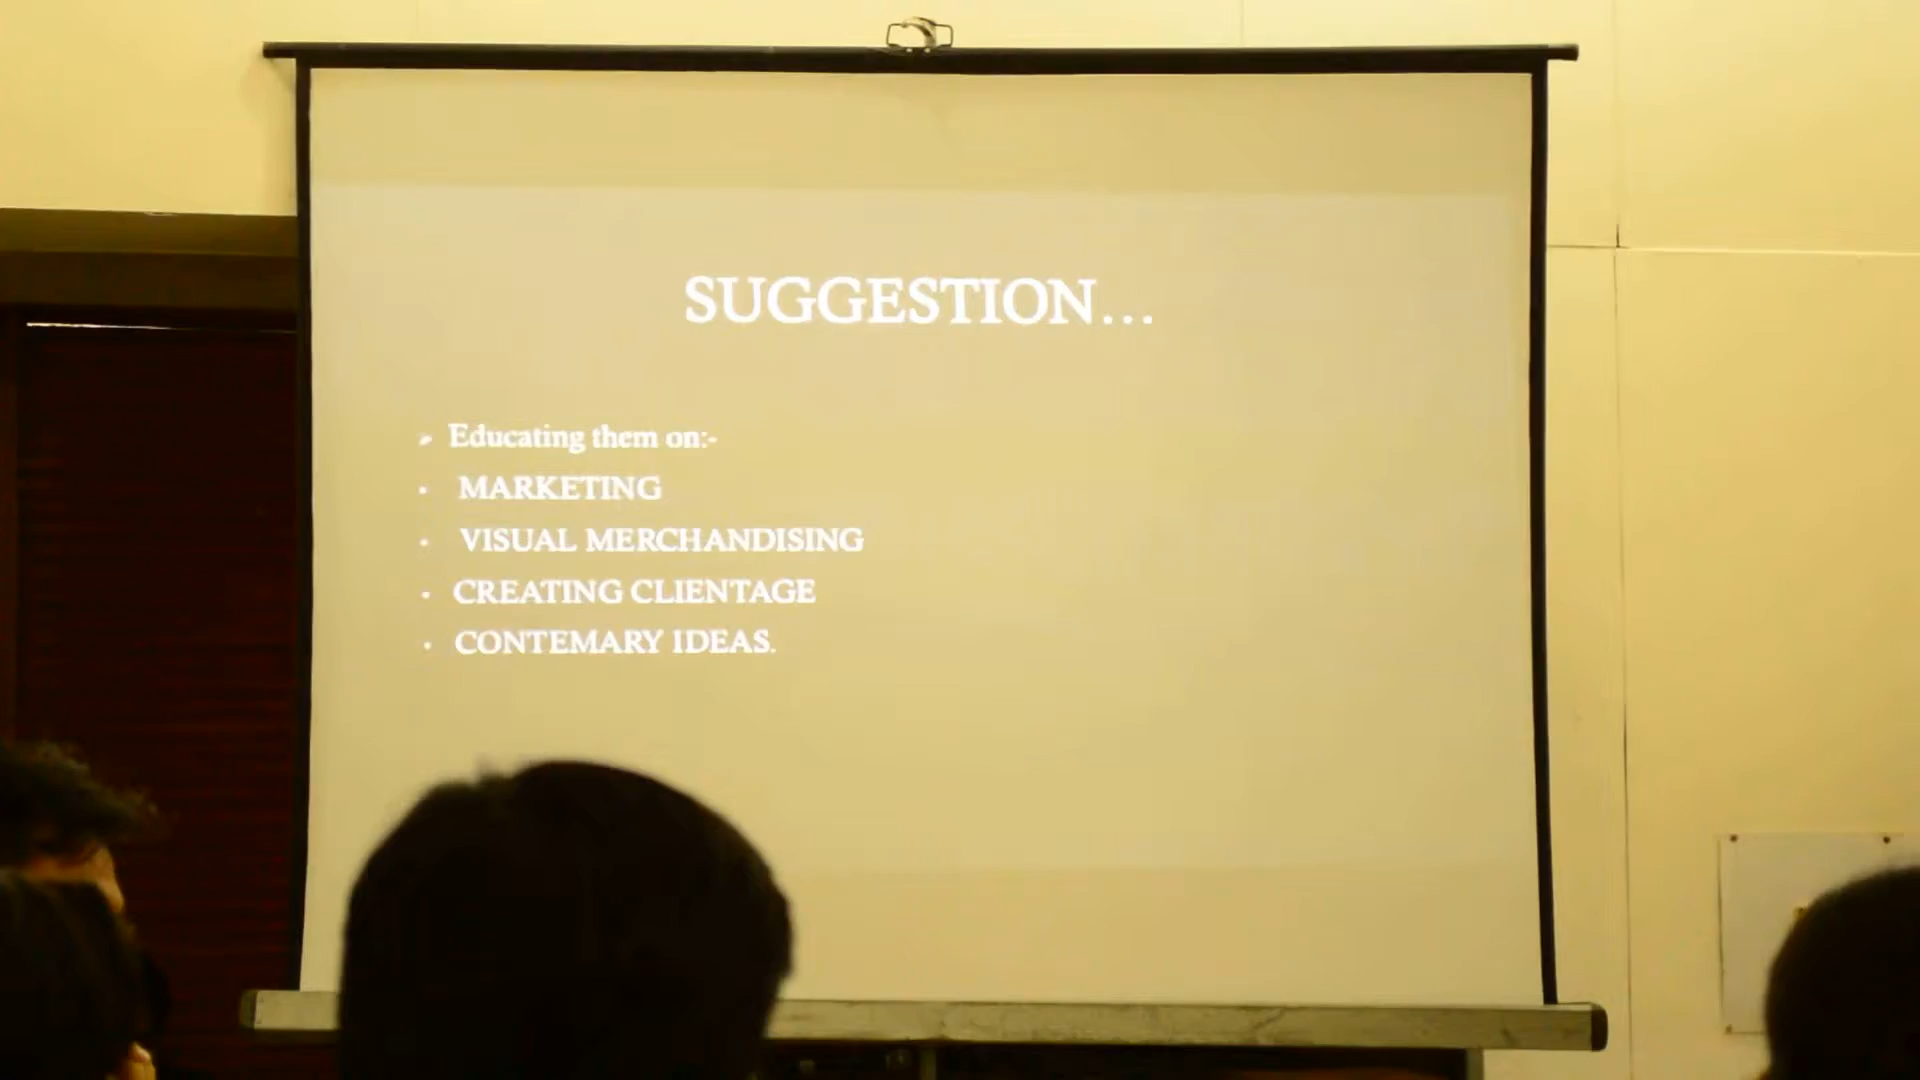 SUGGESTION...
➢ Educating them on:-
• MARKETING
• VISUAL MERCHANDISING
• CREATING CLIENTAGE
• CONTEMARY IDEAS.